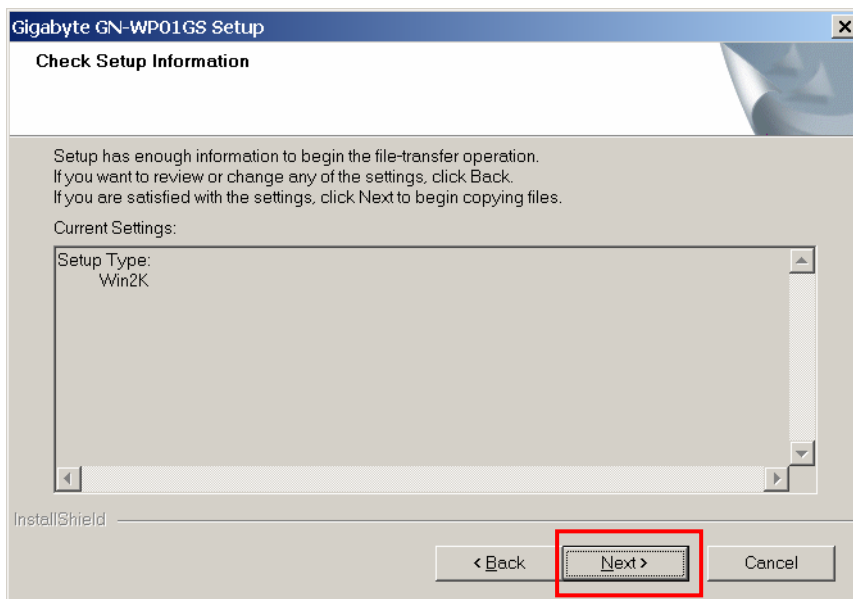 Gigabyte GN-WP01GS Setup
Check Setup Information
Setup has enough information to begin the file-transfer operation.
If you want to review or change any of the settings, click Back.
If you are satisfied with the settings, click Next to begin copying files.
Current Settings:
Setup Type:
Win2K
InstallShield
< Back
Next >
Cancel